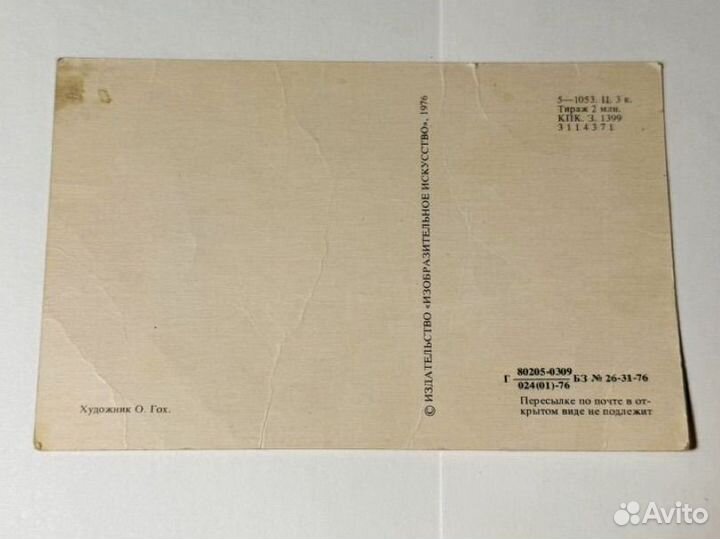 5—1053. Ц. 3 к.
Тираж 2 млн.
КПК. З. 1399
3114371
© ИЗДАТЕЛЬСТВО «ИЗОБРАЗИТЕЛЬНОЕ ИСКУССТВО», 1976
Г 80205-0309 БЗ № 26-31-76
024(01)-76
Пересылке по почте в от-
крытом виде не подлежит
Художник О. Гох.
Avito